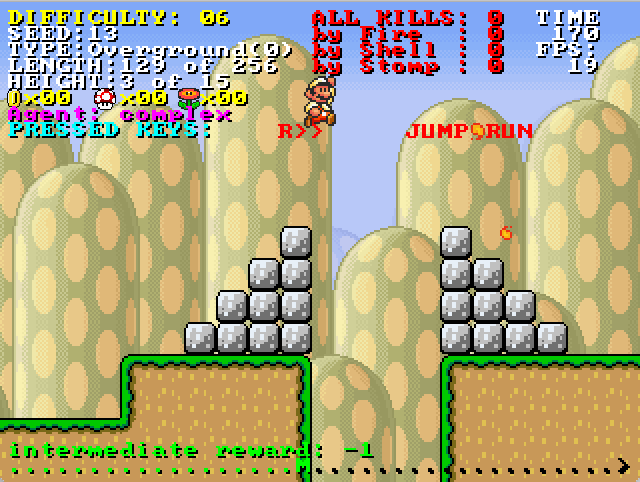 DIFFICULTY: 06
SEED:13
TYPE:Overground(0)
LENGTH:129 of 256
HEIGHT:3 of 15
x00 x00 x00
Agent: complex
PRESSED KEYS: R>> JUMP RUN
ALL KILLS: 0
by Fire : 0
by Shell : 0
by Stomp : 0
TIME
170
FPS:
19
intermediate reward: -1